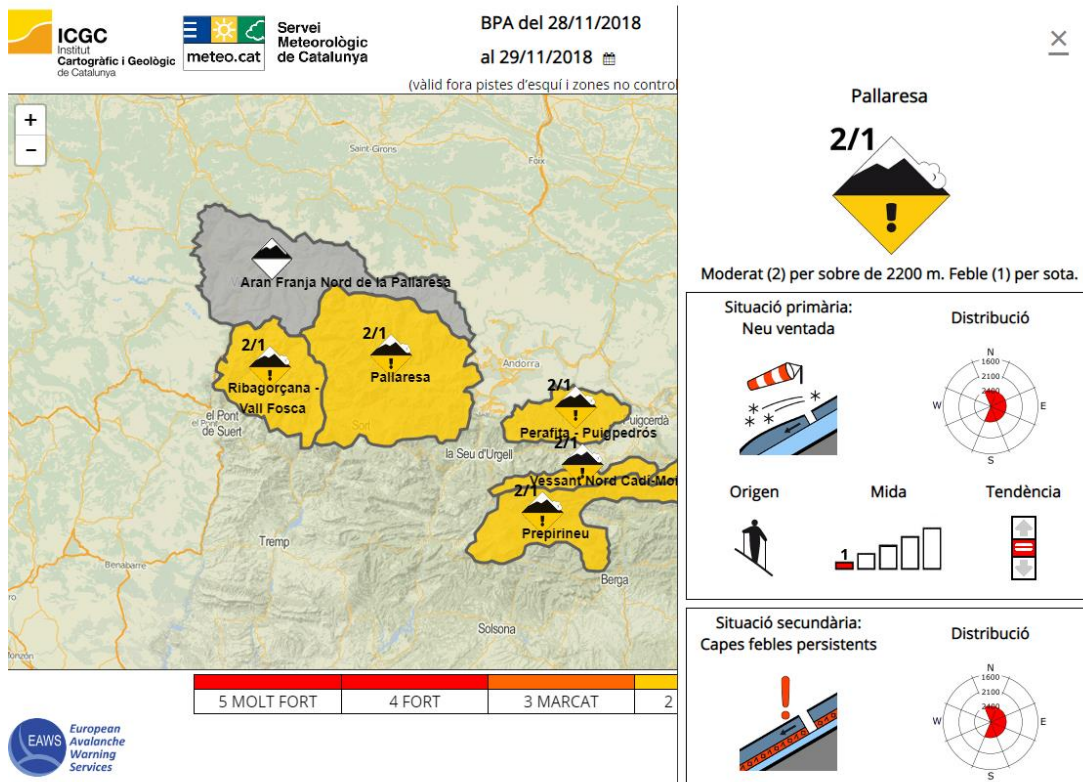 ICGC
Institut
Cartogràfic i Geològic
de Catalunya
meteo.cat
Servei
Meteorològic
de Catalunya
BPA del 28/11/2018
al 29/11/2018
(vàlid fora pistes d'esquí i zones no control
+
−
Saint-Girons
Foix
Aran Franja Nord de la Pallaresa
2/1
Ribagorçana -
Vall Fosca
2/1
Pallaresa
Andorra
2/1
Perafita - Puigpedrós
Puigcerdà
el Pont
de Suert
Sort
la Seu d'Urgell
2/1
Vessant Nord Cadí-Moi
2/1
Prepirineu
Tremp
Benabarre
Berga
Solsona
5 MOLT FORT
4 FORT
3 MARCAT
2
EAWS
European
Avalanche
Warning
Services
×
Pallaresa
2/1
Moderat (2) per sobre de 2200 m. Feble (1) per sota.
Situació primària:
Neu ventada
Distribució
N
1600
2100
W
E
S
Origen
Mida
Tendència
1
Situació secundària:
Capes febles persistents
Distribució
N
1600
2100
W
E
S